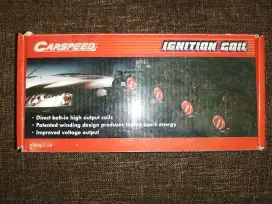 CARSPEED
IGNITION COIL
• Direct bolt-in high output coils
• Patented winding design produces higher spark energy
• Improved voltage output